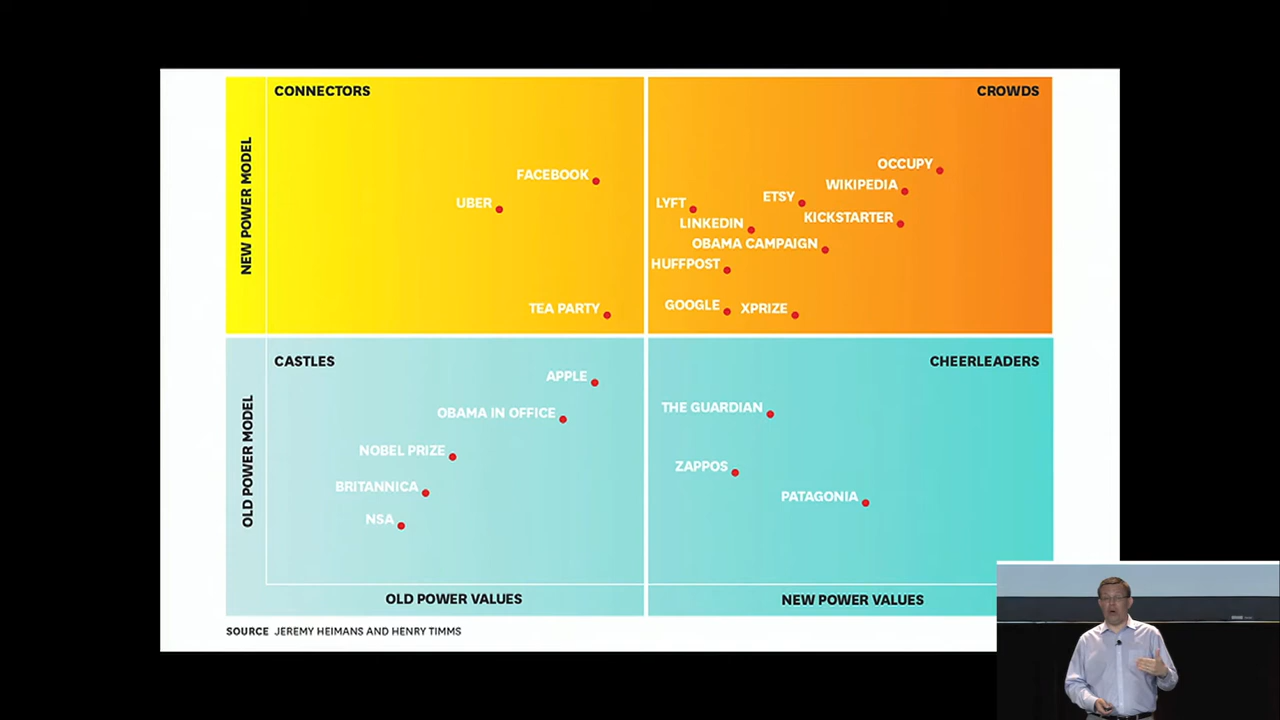 CONNECTORS
CROWDS
NEW POWER MODEL
OCCUPY
FACEBOOK
WIKIPEDIA
ETSY
UBER
LYFT
KICKSTARTER
LINKEDIN
OBAMA CAMPAIGN
HUFFPOST
GOOGLE
XPRIZE
TEA PARTY
CASTLES
CHEERLEADERS
OLD POWER MODEL
APPLE
THE GUARDIAN
OBAMA IN OFFICE
NOBEL PRIZE
ZAPPOS
BRITANNICA
PATAGONIA
NSA
OLD POWER VALUES
NEW POWER VALUES
SOURCE JEREMY HEIMANS AND HENRY TIMMS